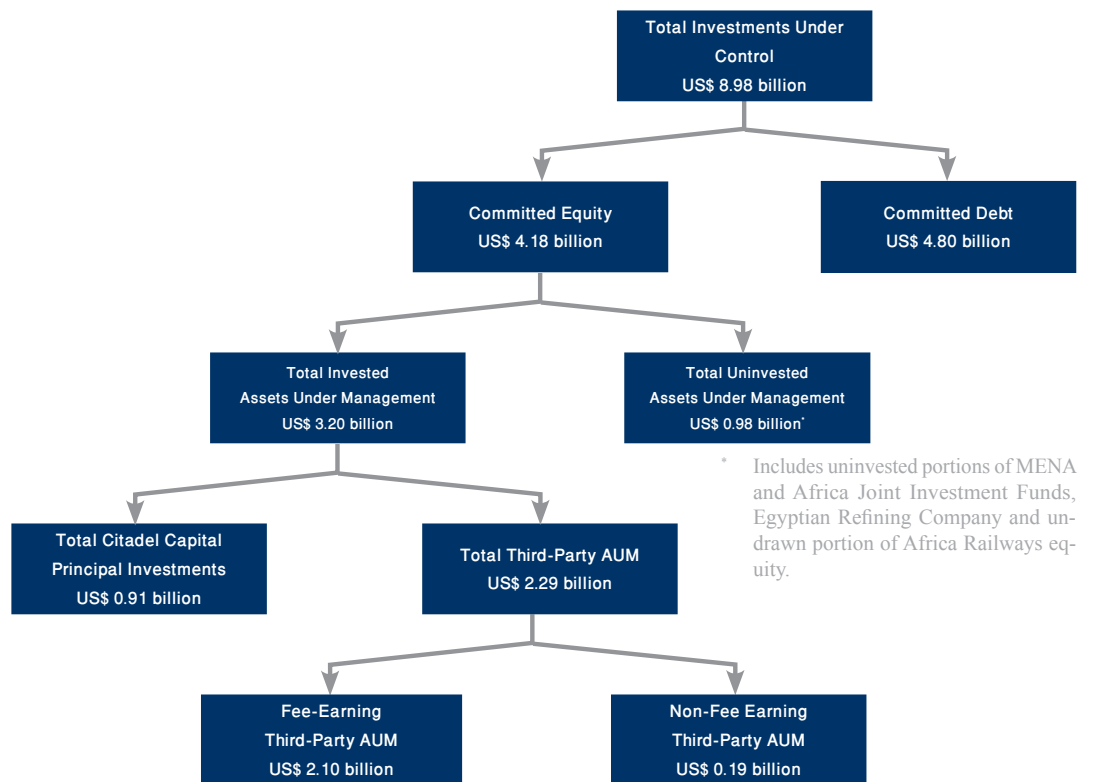 Total Investments Under
Control
US$ 8.98 billion
Committed Equity
US$ 4.18 billion
Committed Debt
US$ 4.80 billion
Total Invested
Assets Under Management
US$ 3.20 billion
Total Uninvested
Assets Under Management
US$ 0.98 billion*
* Includes uninvested portions of MENA
and Africa Joint Investment Funds,
Egyptian Refining Company and un-
drawn portion of Africa Railways eq-
uity.
Total Citadel Capital
Principal Investments
US$ 0.91 billion
Total Third-Party AUM
US$ 2.29 billion
Fee-Earning
Third-Party AUM
US$ 2.10 billion
Non-Fee Earning
Third-Party AUM
US$ 0.19 billion